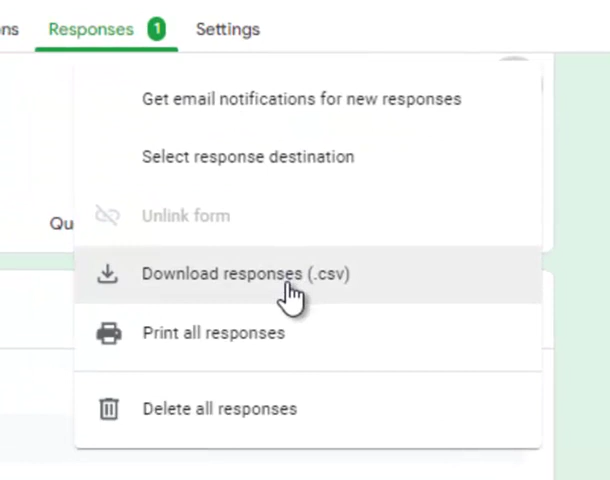 Responses 1 Settings
Get email notifications for new responses
Select response destination
Unlink form
Qu
Download responses (.csv)
Print all responses
Delete all responses